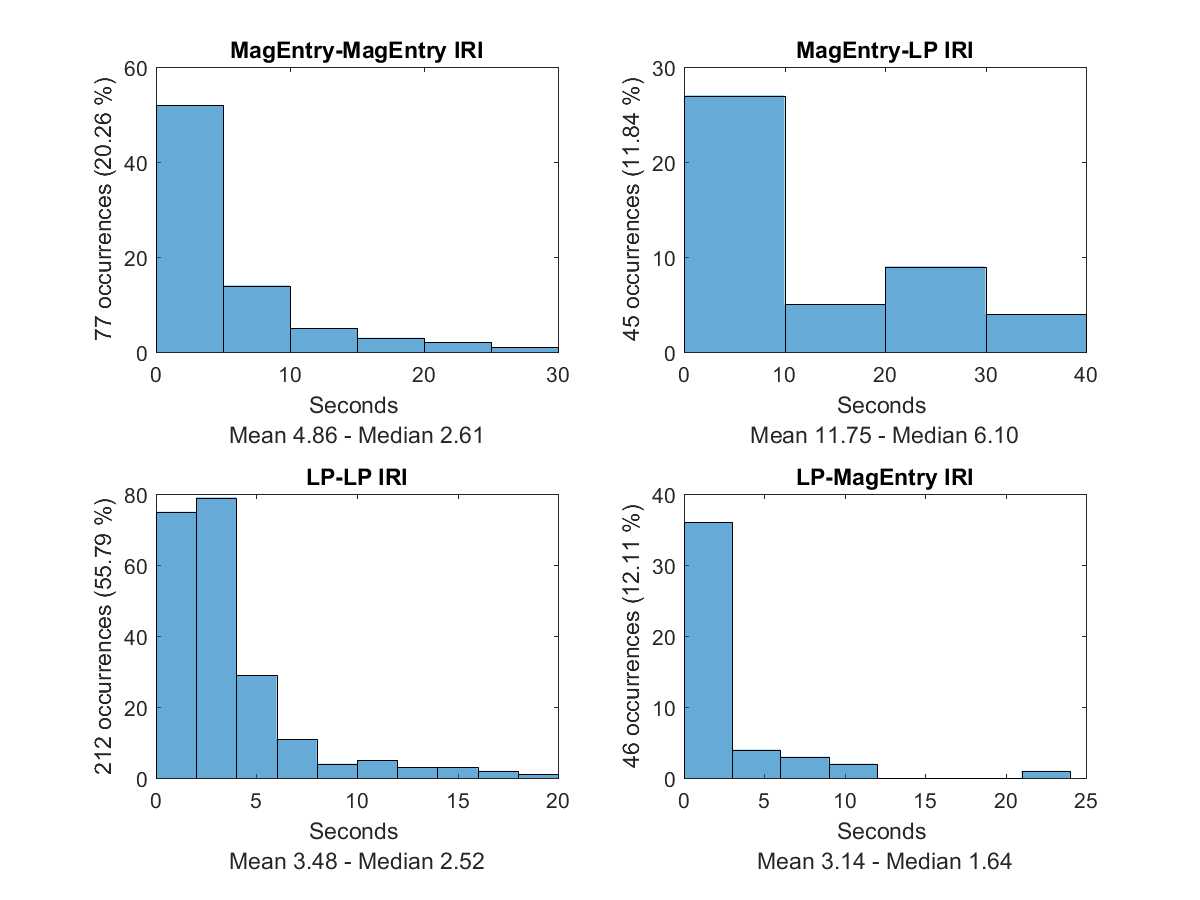 MagEntry-MagEntry IRI
77 occurrences (20.26 %)
60
40
20
0
0 10 20 30
Seconds
Mean 4.86 - Median 2.61
MagEntry-LP IRI
45 occurrences (11.84 %)
30
20
10
0
0 10 20 30 40
Seconds
Mean 11.75 - Median 6.10
LP-LP IRI
212 occurrences (55.79 %)
80
60
40
20
0
0 5 10 15 20
Seconds
Mean 3.48 - Median 2.52
LP-MagEntry IRI
46 occurrences (12.11 %)
40
30
20
10
0
0 5 10 15 20 25
Seconds
Mean 3.14 - Median 1.64